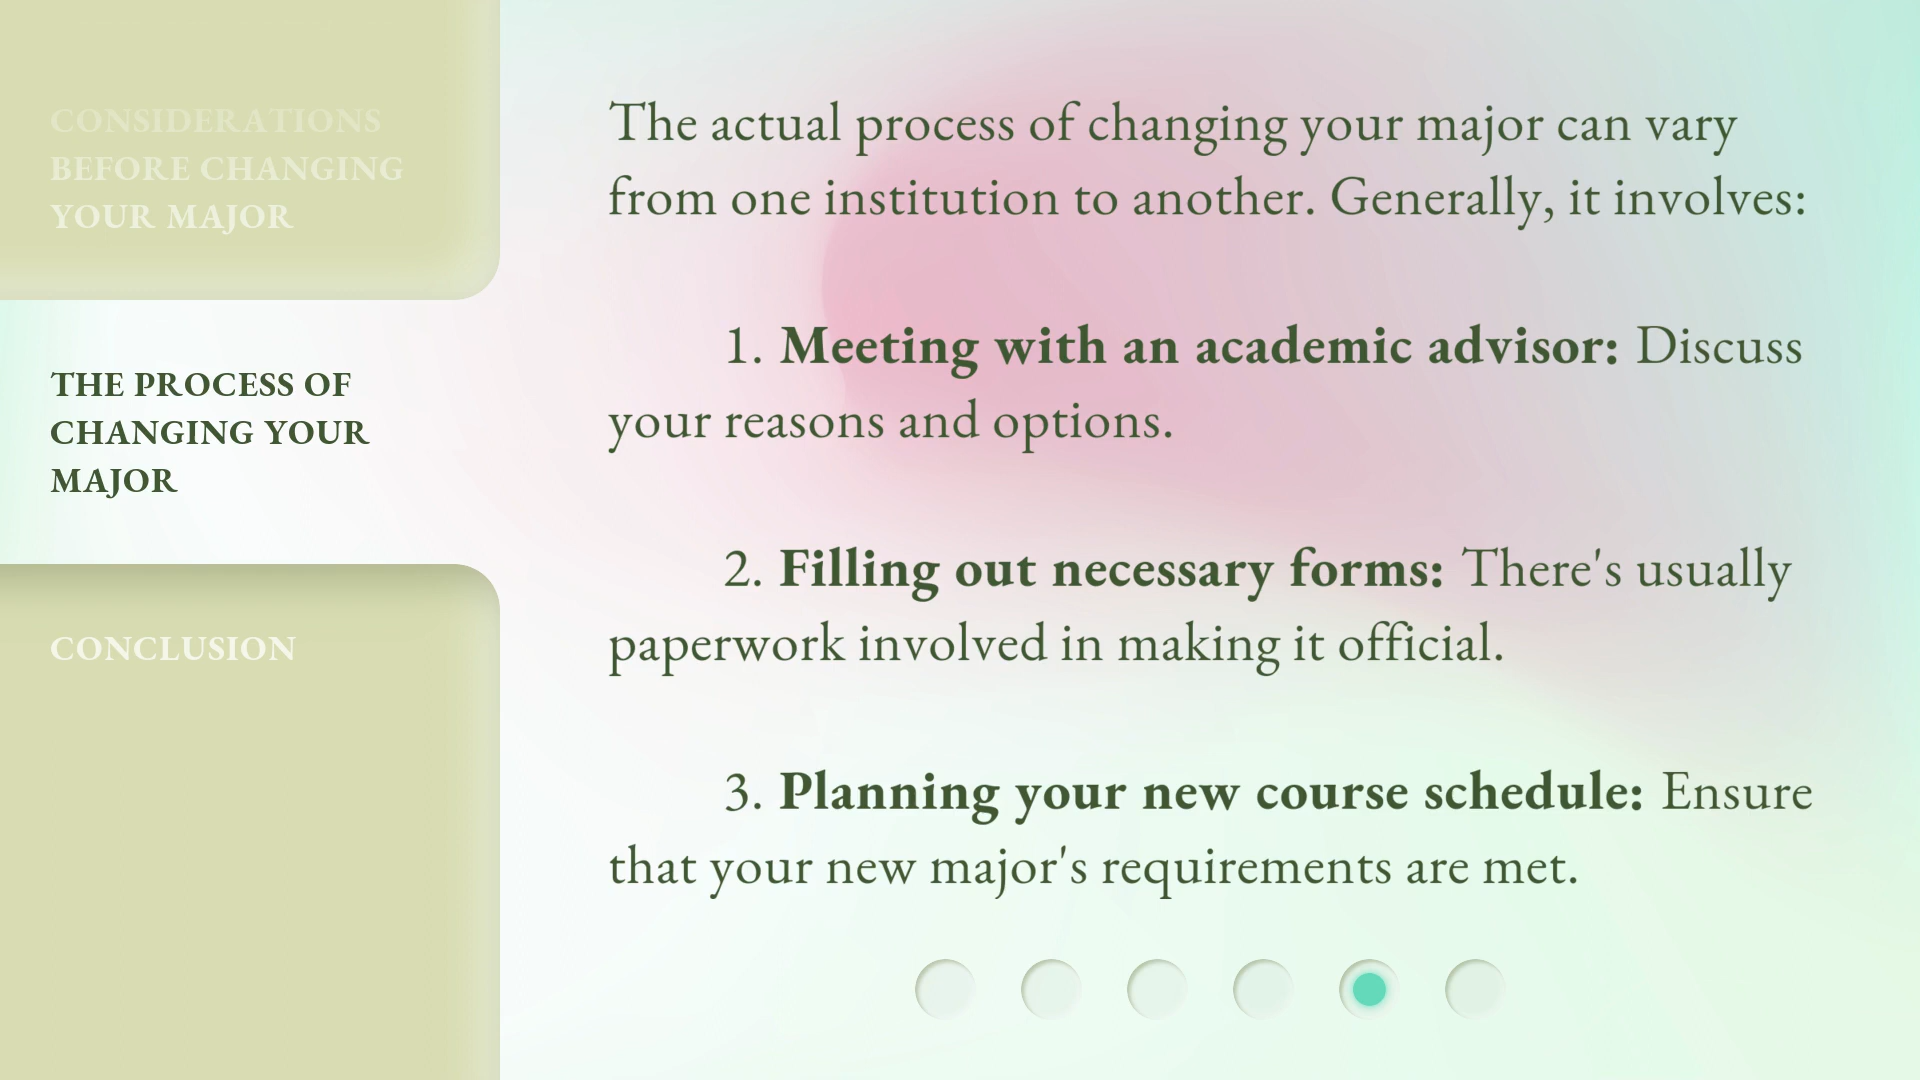 CONSIDERATIONS
BEFORE CHANGING
YOUR MAJOR
THE PROCESS OF
CHANGING YOUR
MAJOR
CONCLUSION
The actual process of changing your major can vary
from one institution to another. Generally, it involves:
1. Meeting with an academic advisor: Discuss
your reasons and options.
2. Filling out necessary forms: There's usually
paperwork involved in making it official.
3. Planning your new course schedule: Ensure
that your new major's requirements are met.